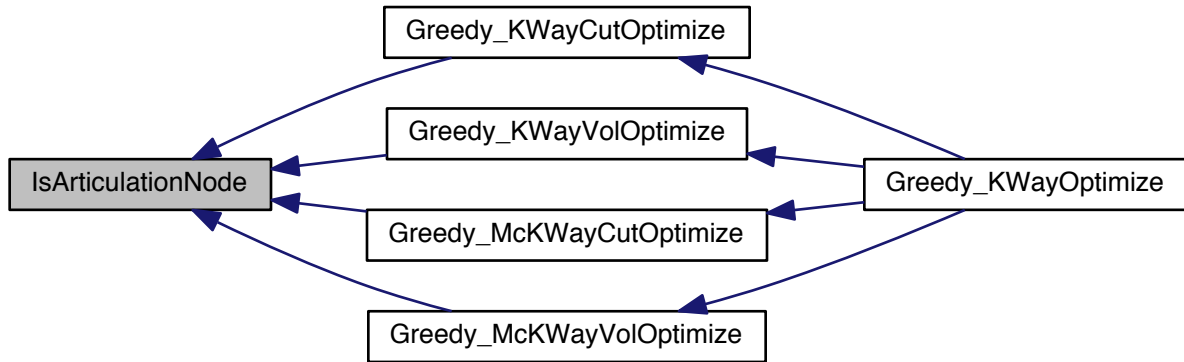 Greedy_KWayCutOptimize
Greedy_KWayVolOptimize
IsArticulationNode
Greedy_KWayOptimize
Greedy_McKWayCutOptimize
Greedy_McKWayVolOptimize